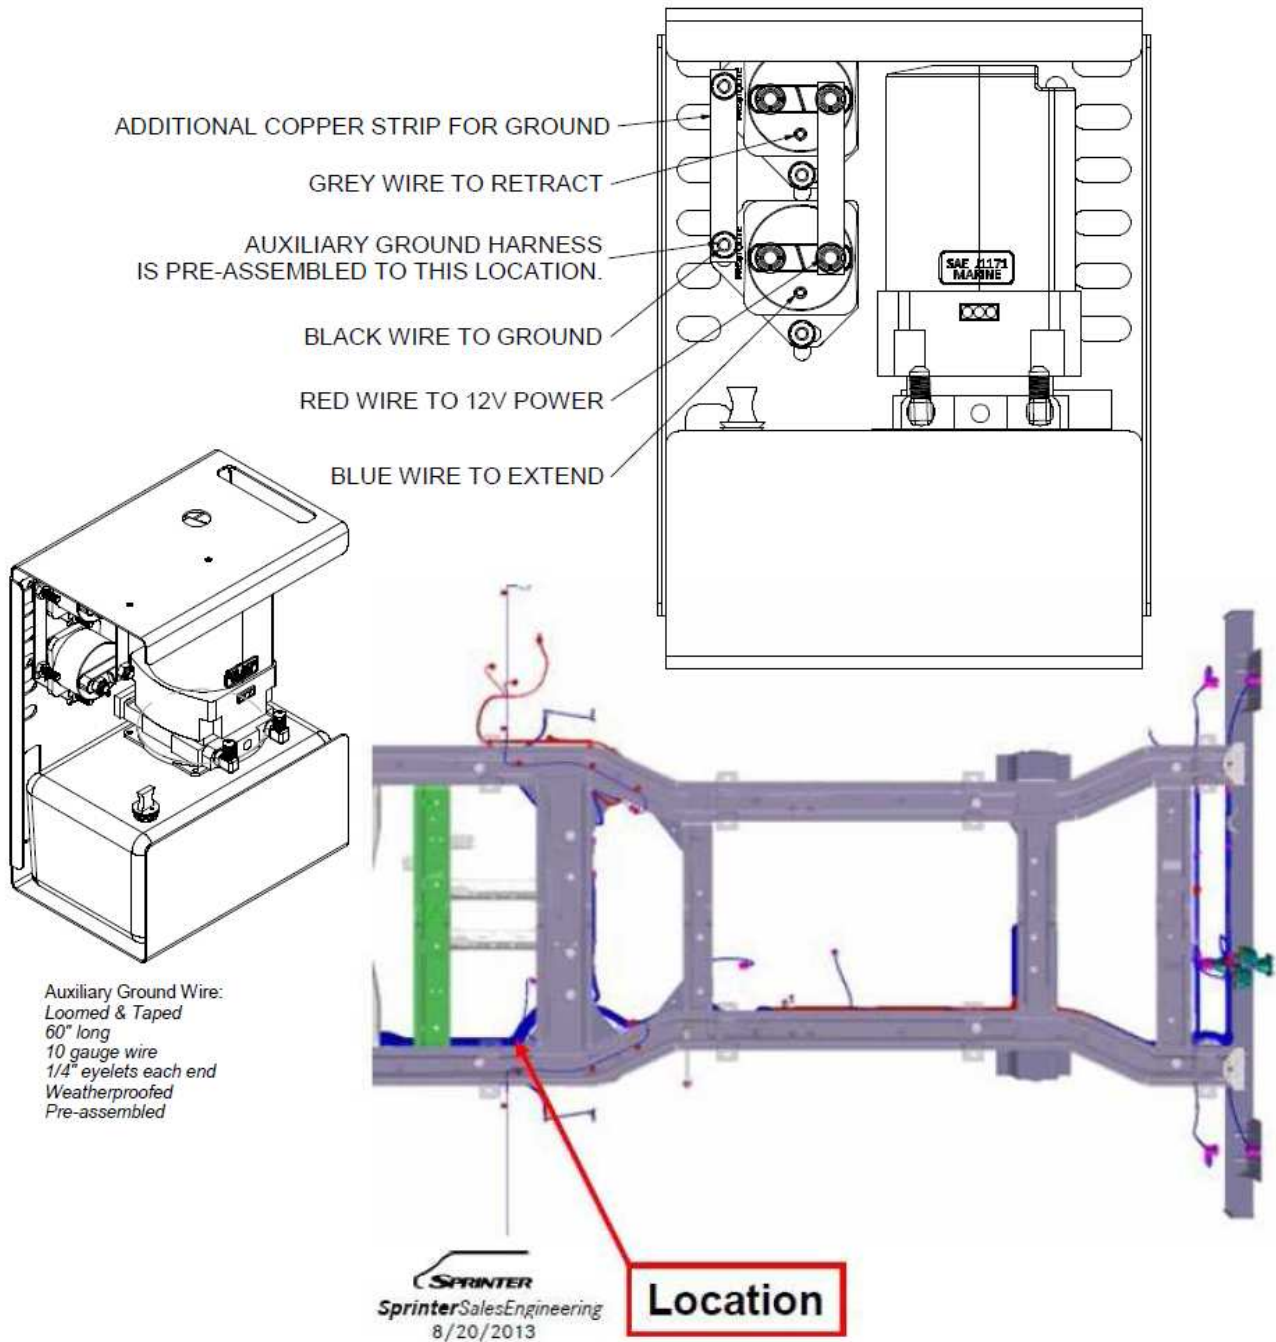 ADDITIONAL COPPER STRIP FOR GROUND
GREY WIRE TO RETRACT
AUXILIARY GROUND HARNESS
IS PRE-ASSEMBLED TO THIS LOCATION.
BLACK WIRE TO GROUND
RED WIRE TO 12V POWER
BLUE WIRE TO EXTEND
SAE J1171
MARINE
Auxiliary Ground Wire:
Loomed & Taped
60" long
10 gauge wire
1/4" eyelets each end
Weatherproofed
Pre-assembled
SPRINTER
SprinterSalesEngineering
8/20/2013
Location